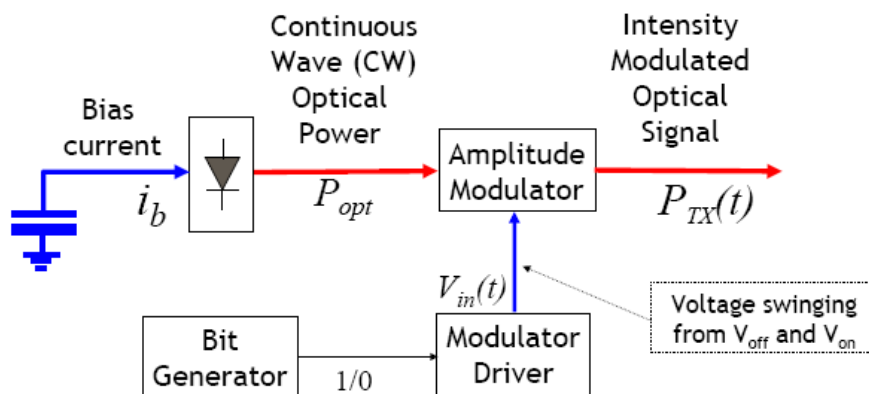 Continuous
Wave (CW)
Optical
Power
Intensity
Modulated
Optical
Signal
Bias
current
i_b
P_opt
Amplitude
Modulator
P_TX(t)
V_in(t)
Voltage swinging
from V_off and V_on
Bit
Generator
1/0
Modulator
Driver